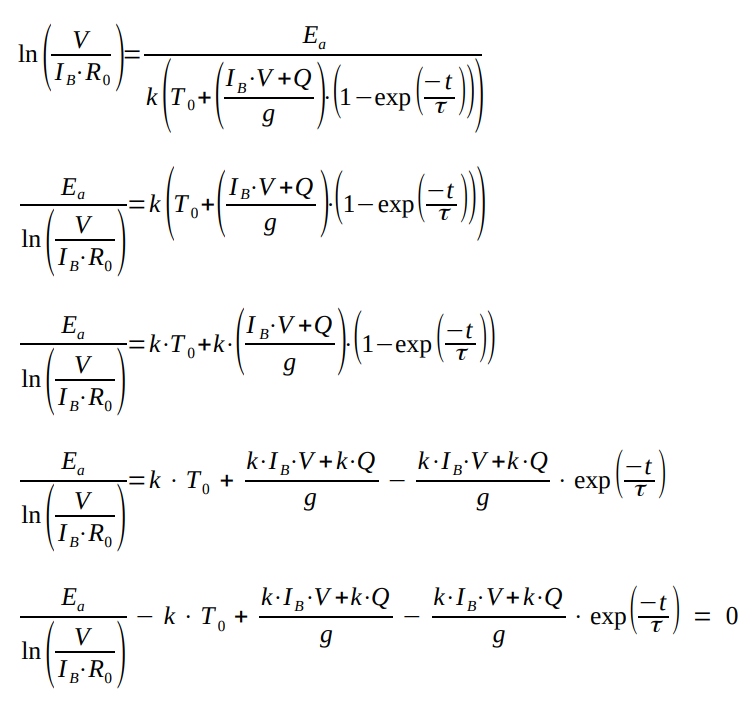 ln(V/(I_B·R_0))=E_a/(k(T_0+((I_B·V+Q)/g)·(1−exp(−t/τ))))
E_a/ln(V/(I_B·R_0))=k(T_0+((I_B·V+Q)/g)·(1−exp(−t/τ)))
E_a/ln(V/(I_B·R_0))=k·T_0+k·((I_B·V+Q)/g)·(1−exp(−t/τ))
E_a/ln(V/(I_B·R_0))=k · T_0 + (k·I_B·V+k·Q)/g − (k·I_B·V+k·Q)/g · exp(−t/τ)
E_a/ln(V/(I_B·R_0)) − k · T_0 + (k·I_B·V+k·Q)/g − (k·I_B·V+k·Q)/g · exp(−t/τ) = 0